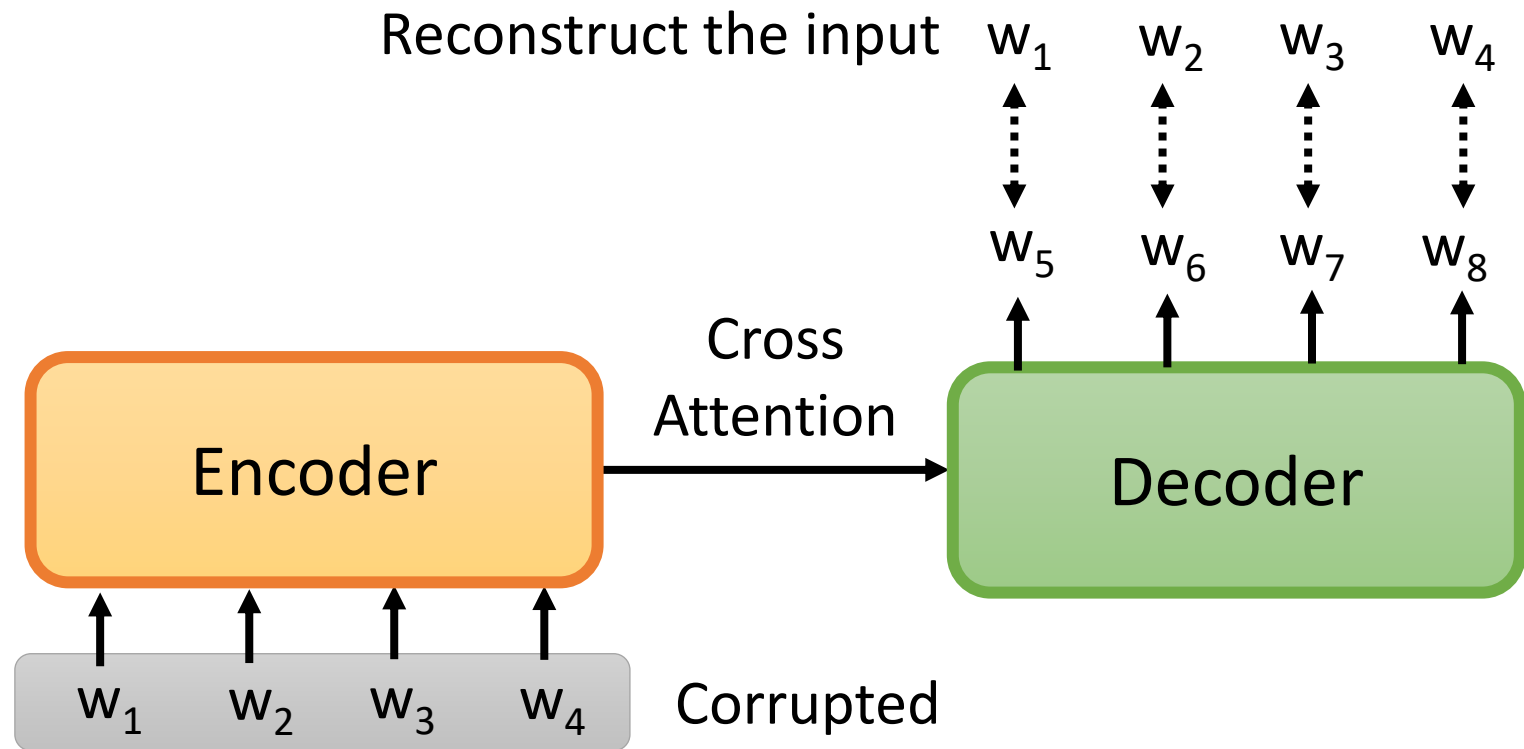 Reconstruct the input w₁ w₂ w₃ w₄
w₅ w₆ w₇ w₈
Cross
Attention
Encoder
Decoder
w₁ w₂ w₃ w₄ Corrupted